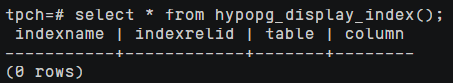 tpch=# select * from hypopg_display_index();
 indexname | indexrelid | table | column
-----------+------------+-------+--------
(0 rows)